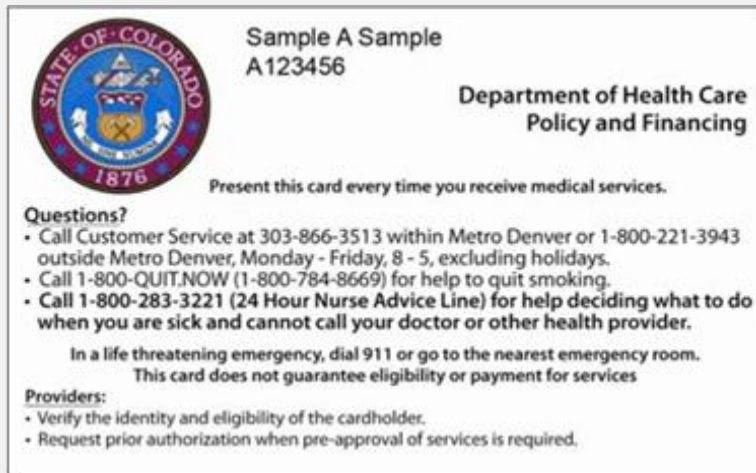 STATE OF COLORADO
NIL SINE NUMINE
1876
Sample A Sample
A123456
Department of Health Care
Policy and Financing
Present this card every time you receive medical services.
Questions?
• Call Customer Service at 303-866-3513 within Metro Denver or 1-800-221-3943
outside Metro Denver, Monday - Friday, 8 - 5, excluding holidays.
• Call 1-800-QUIT.NOW (1-800-784-8669) for help to quit smoking.
• Call 1-800-283-3221 (24 Hour Nurse Advice Line) for help deciding what to do
when you are sick and cannot call your doctor or other health provider.
In a life threatening emergency, dial 911 or go to the nearest emergency room.
This card does not guarantee eligibility or payment for services
Providers:
• Verify the identity and eligibility of the cardholder.
• Request prior authorization when pre-approval of services is required.